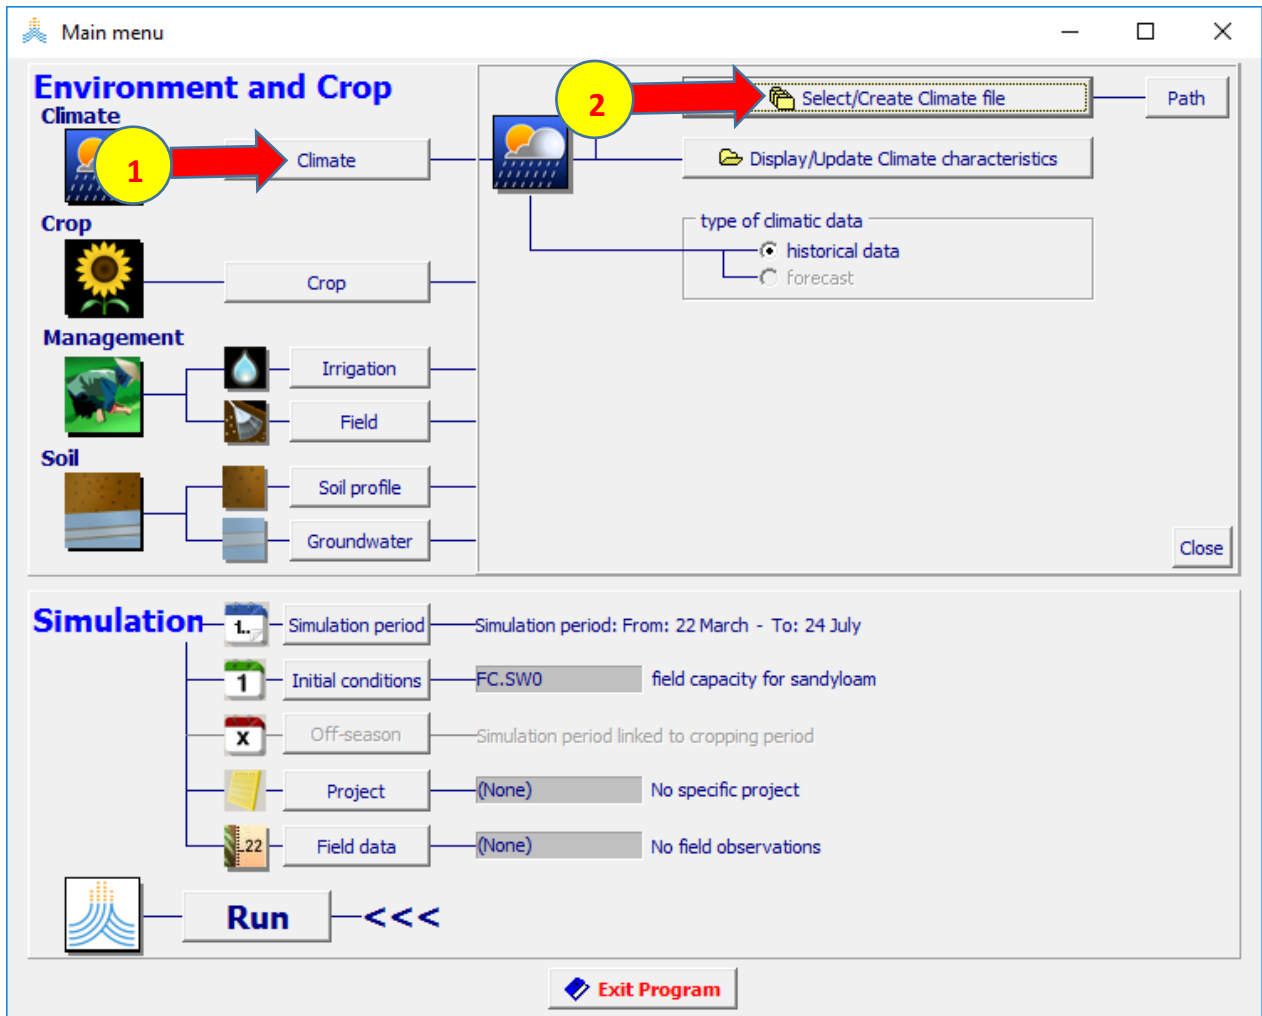 Main menu
Environment and Crop
Climate
1
Climate
2
Select/Create Climate file
Path
Display/Update Climate characteristics
type of climatic data
historical data
forecast
Crop
Crop
Management
Irrigation
Field
Soil
Soil profile
Groundwater
Close
Simulation
1..
Simulation period
Simulation period: From: 22 March - To: 24 July
1
Initial conditions
FC.SW0
field capacity for sandyloam
X
Off-season
Simulation period linked to cropping period
Project
(None)
No specific project
.22
Field data
(None)
No field observations
Run
<<<
Exit Program